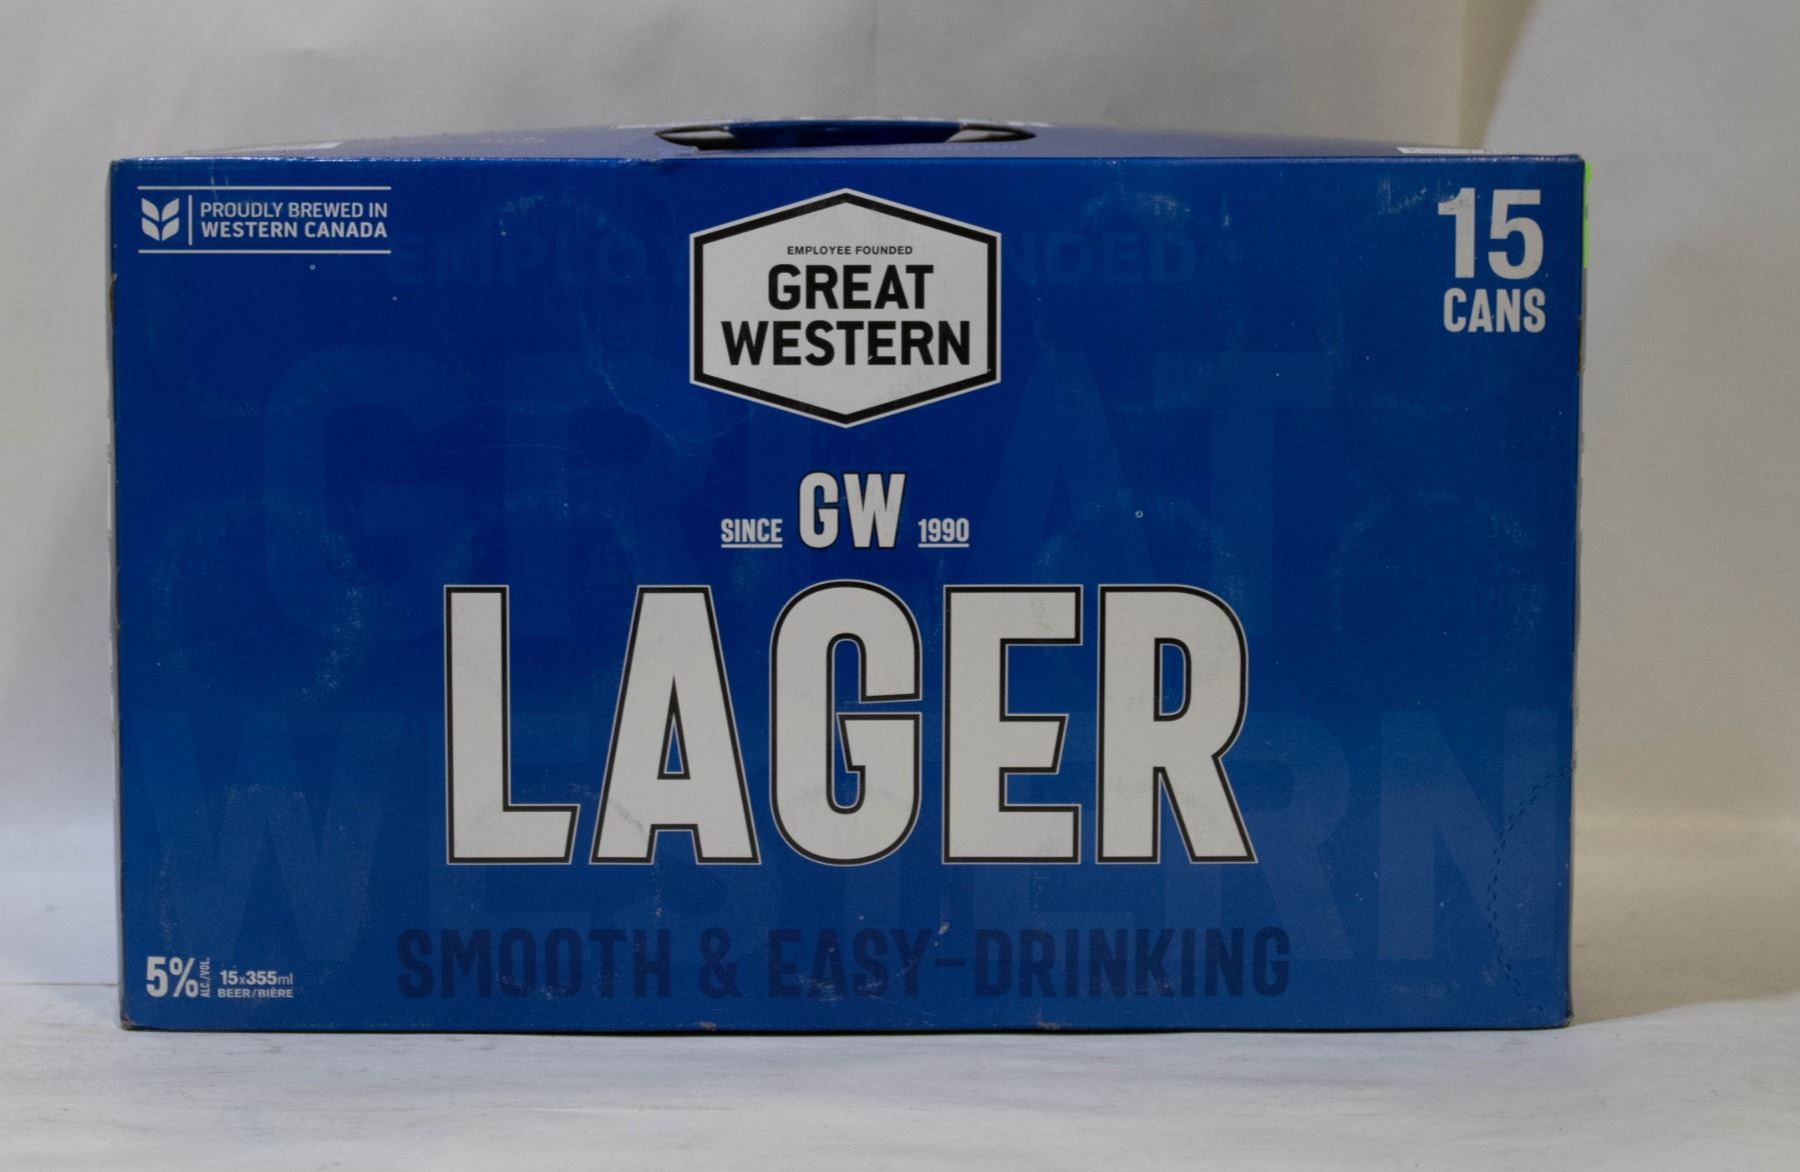 PROUDLY BREWED IN
WESTERN CANADA
EMPLOYEE FOUNDED
GREAT
WESTERN
15
CANS
SINCE GW 1990
LAGER
SMOOTH & EASY-DRINKING
5% ALC./VOL.
15x355ml
BEER/BIÈRE